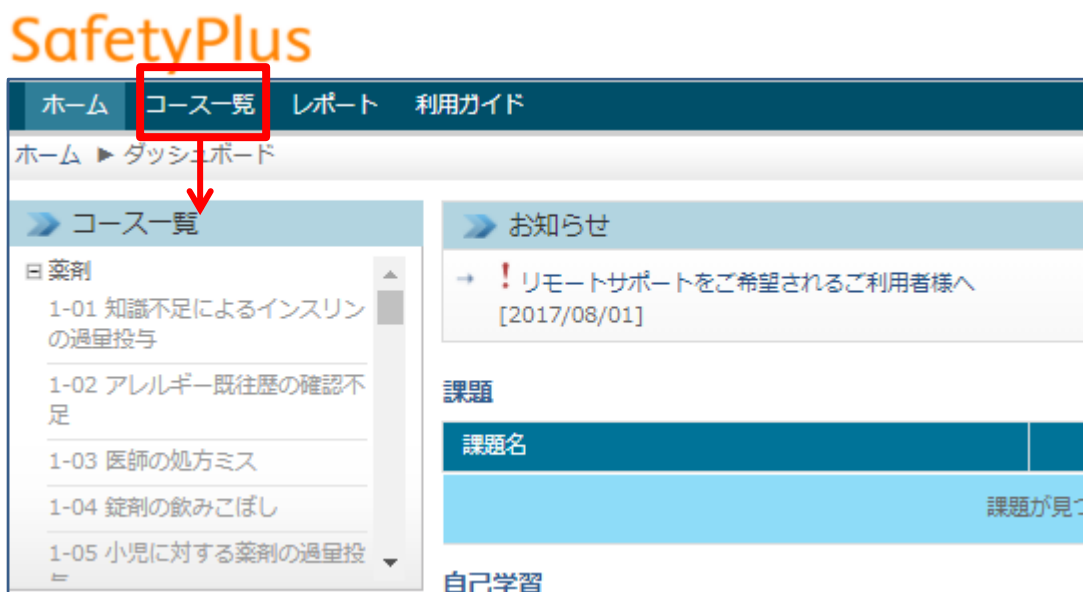 SafetyPlus
ホーム コース一覧 レポート 利用ガイド
ホーム ▶ ダッシュボード
コース一覧
薬剤
1-01 知識不足によるインスリン
の過量投与
1-02 アレルギー既往歴の確認不
足
1-03 医師の処方ミス
1-04 錠剤の飲みこぼし
1-05 小児に対する薬剤の過量投
与
お知らせ
→ ! リモートサポートをご希望されるご利用者様へ
[2017/08/01]
課題
課題名
課題が見つ
自己学習